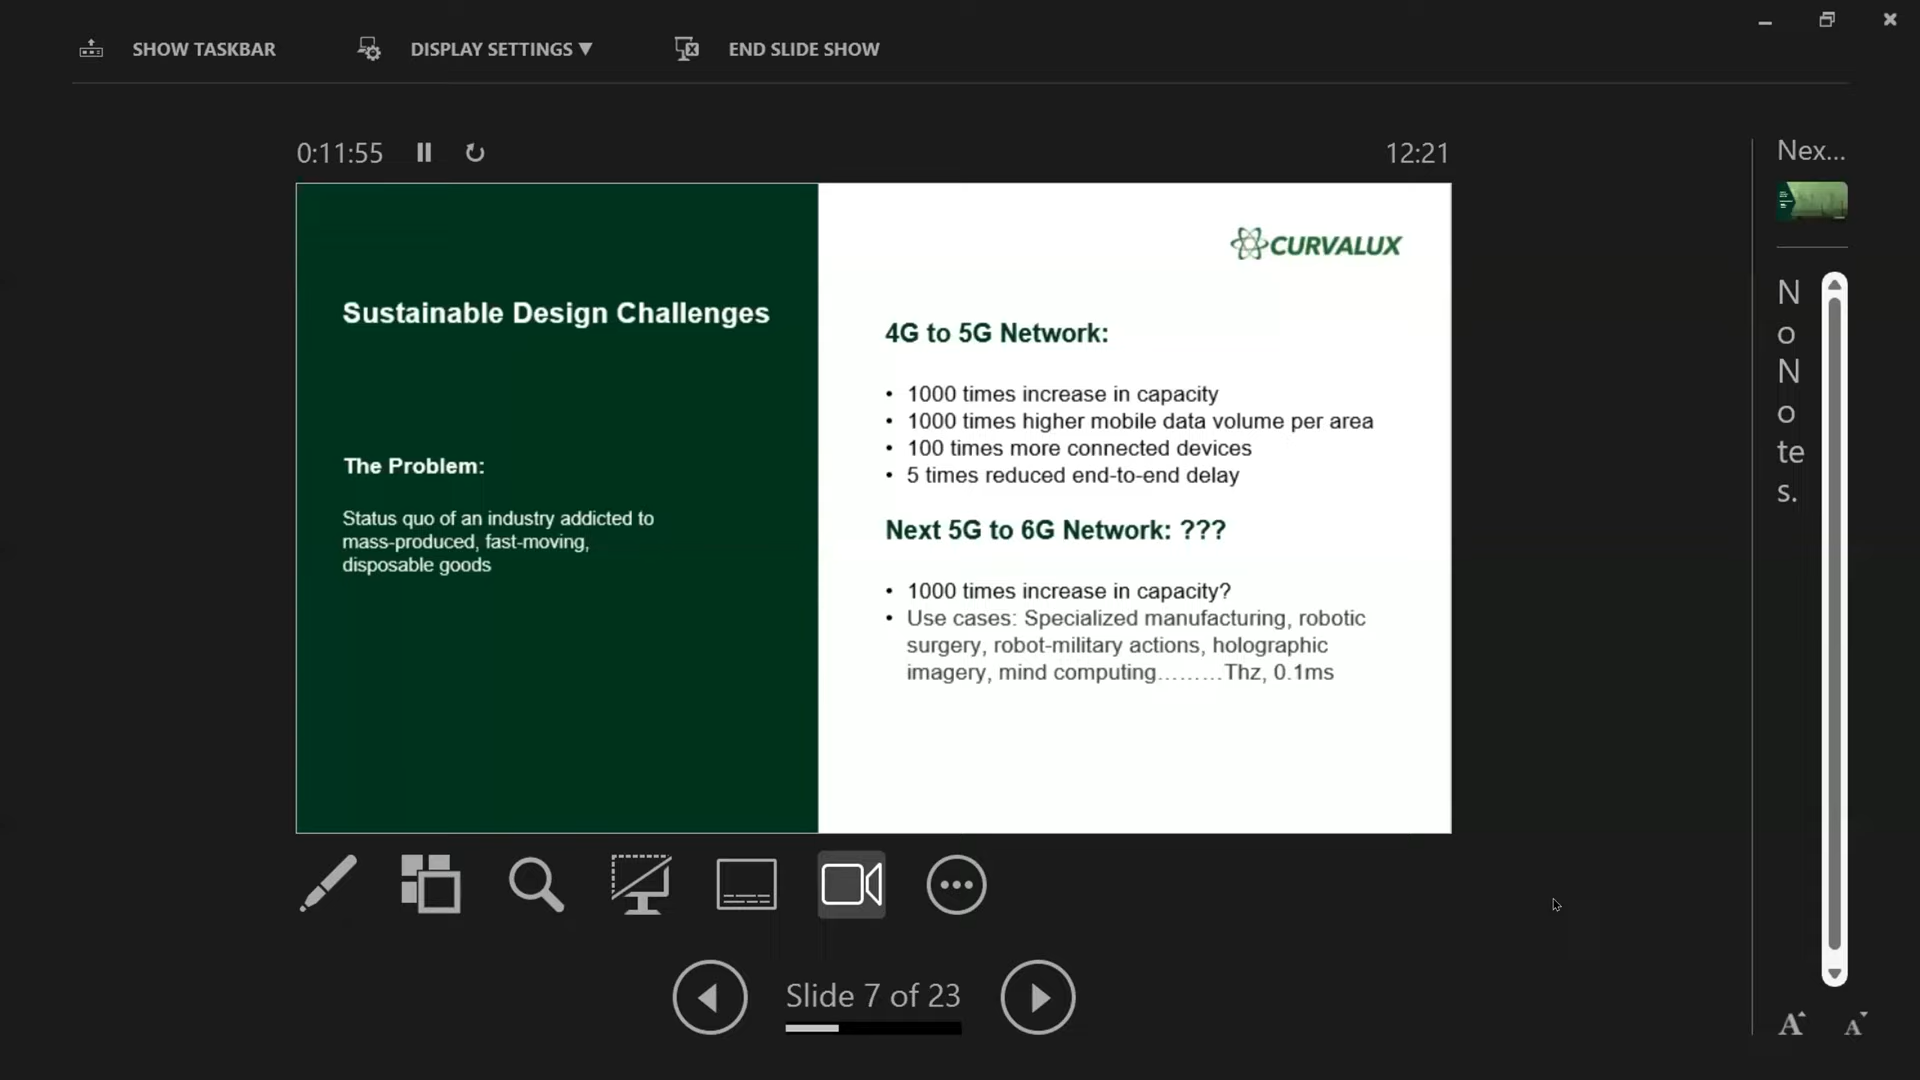 SHOW TASKBAR
DISPLAY SETTINGS ▼
END SLIDE SHOW
0:11:55
12:21
Nex...
CURVALUX
Sustainable Design Challenges
The Problem:
Status quo of an industry addicted to
mass-produced, fast-moving,
disposable goods
4G to 5G Network:
• 1000 times increase in capacity
• 1000 times higher mobile data volume per area
• 100 times more connected devices
• 5 times reduced end-to-end delay
Next 5G to 6G Network: ???
• 1000 times increase in capacity?
• Use cases: Specialized manufacturing, robotic
surgery, robot-military actions, holographic
imagery, mind computing………Thz, 0.1ms
N
o
N
o
te
s.
Slide 7 of 23
A
A